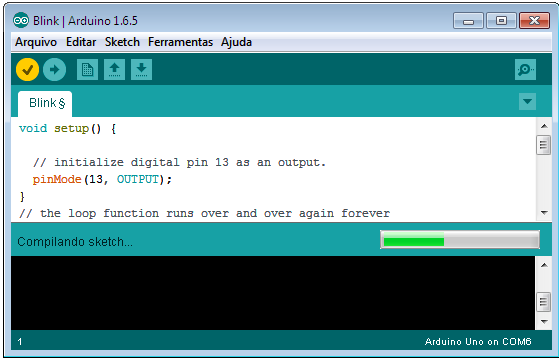 Blink | Arduino 1.6.5
Arquivo Editar Sketch Ferramentas Ajuda
Blink §
void setup() {
// initialize digital pin 13 as an output.
pinMode(13, OUTPUT);
}
// the loop function runs over and over again forever
Compilando sketch...
1 Arduino Uno on COM6